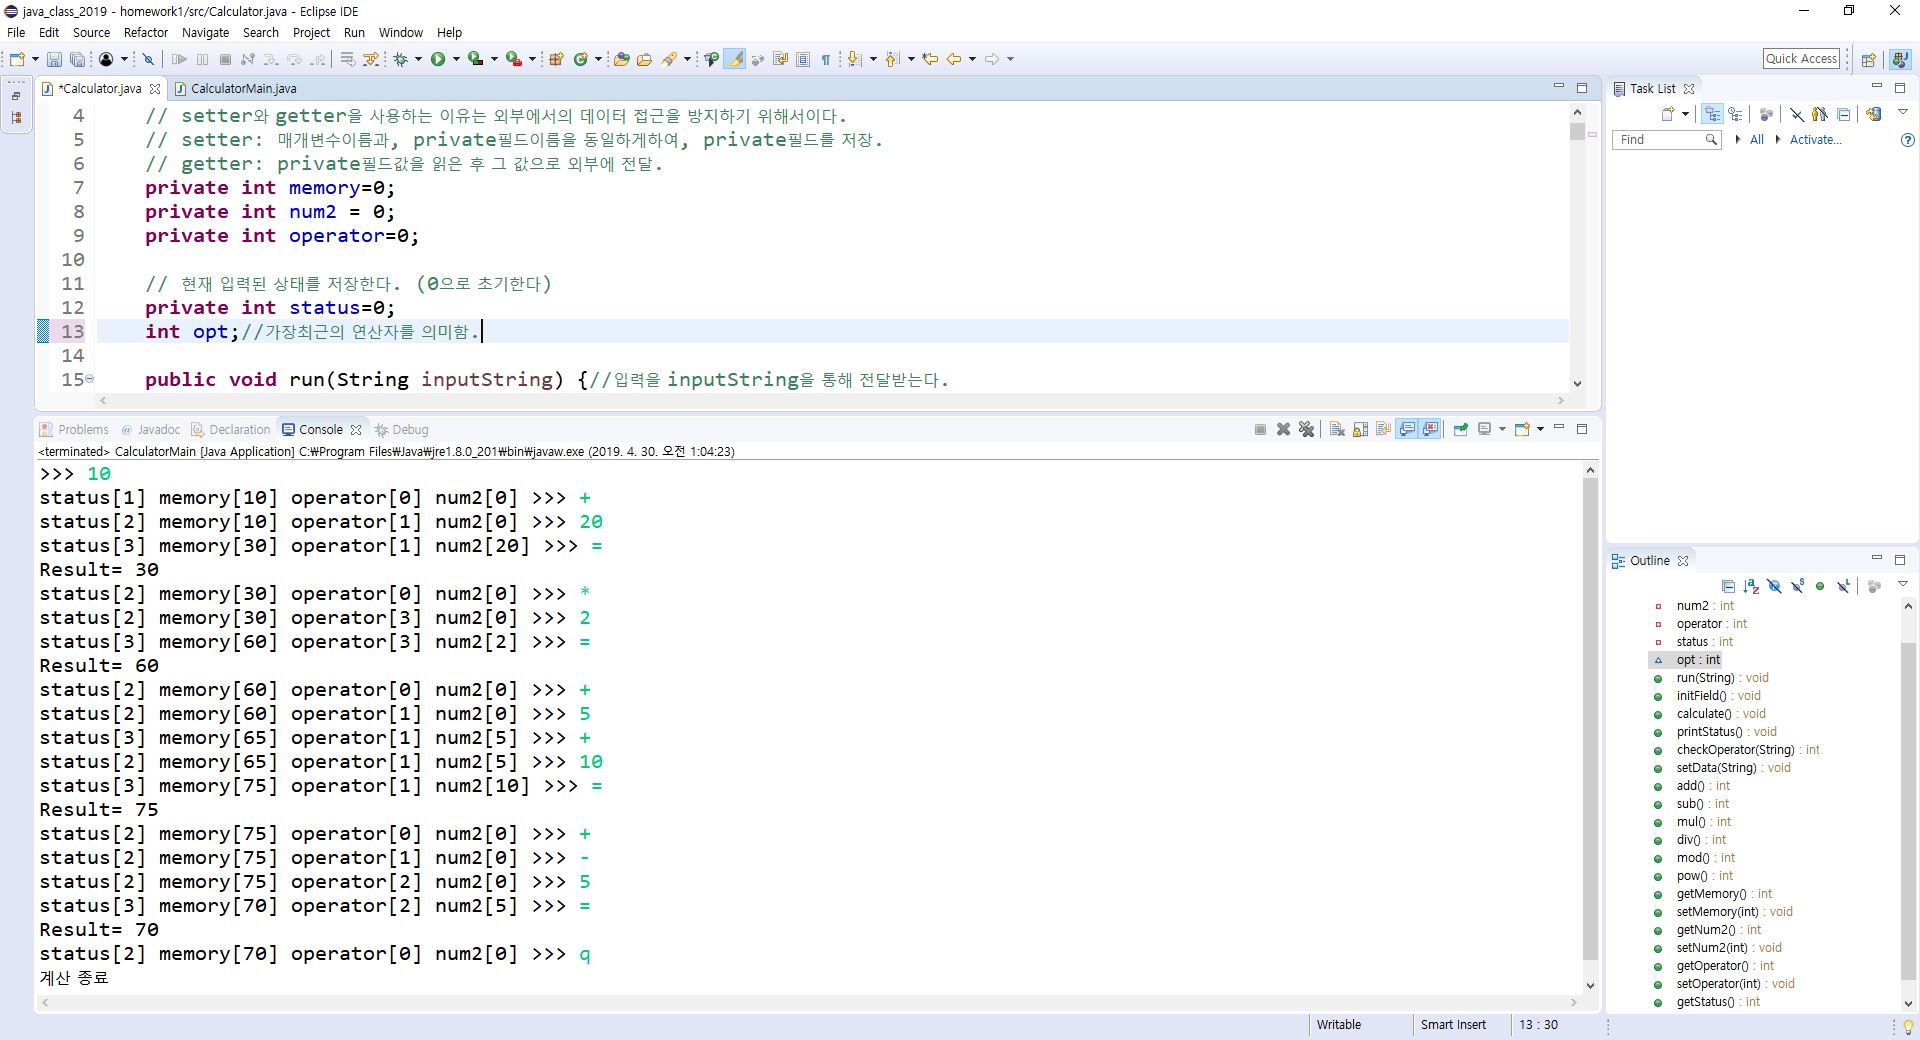 java_class_2019 - homework1/src/Calculator.java - Eclipse IDE
File Edit Source Refactor Navigate Search Project Run Window Help
Quick Access
*Calculator.java CalculatorMain.java
4 // setter와 getter을 사용하는 이유는 외부에서의 데이터 접근을 방지하기 위해서이다.
5 // setter: 매개변수이름과, private필드이름을 동일하게하여, private필드를 저장.
6 // getter: private필드값을 읽은 후 그 값으로 외부에 전달.
7 private int memory=0;
8 private int num2 = 0;
9 private int operator=0;
10
11 // 현재 입력된 상태를 저장한다. (0으로 초기한다)
12 private int status=0;
13 int opt;//가장최근의 연산자를 의미함.
14
15 public void run(String inputString) {//입력을 inputString을 통해 전달받는다.
Problems @ Javadoc Declaration Console Debug
<terminated> CalculatorMain [Java Application] C:₩Program Files₩Java₩jre1.8.0_201₩bin₩javaw.exe (2019. 4. 30. 오전 1:04:23)
>>> 10
status[1] memory[10] operator[0] num2[0] >>> +
status[2] memory[10] operator[1] num2[0] >>> 20
status[3] memory[30] operator[1] num2[20] >>> =
Result= 30
status[2] memory[30] operator[0] num2[0] >>> *
status[2] memory[30] operator[3] num2[0] >>> 2
status[3] memory[60] operator[3] num2[2] >>> =
Result= 60
status[2] memory[60] operator[0] num2[0] >>> +
status[2] memory[60] operator[1] num2[0] >>> 5
status[3] memory[65] operator[1] num2[5] >>> +
status[2] memory[65] operator[1] num2[5] >>> 10
status[3] memory[75] operator[1] num2[10] >>> =
Result= 75
status[2] memory[75] operator[0] num2[0] >>> +
status[2] memory[75] operator[1] num2[0] >>> -
status[2] memory[75] operator[2] num2[0] >>> 5
status[3] memory[70] operator[2] num2[5] >>> =
Result= 70
status[2] memory[70] operator[0] num2[0] >>> q
계산 종료
Task List
Find All Activate...
Outline
num2 : int
operator : int
status : int
opt : int
run(String) : void
initField() : void
calculate() : void
printStatus() : void
checkOperator(String) : int
setData(String) : void
add() : int
sub() : int
mul() : int
div() : int
mod() : int
pow() : int
getMemory() : int
setMemory(int) : void
getNum2() : int
setNum2(int) : void
getOperator() : int
setOperator(int) : void
getStatus() : int
Writable Smart Insert 13 : 30